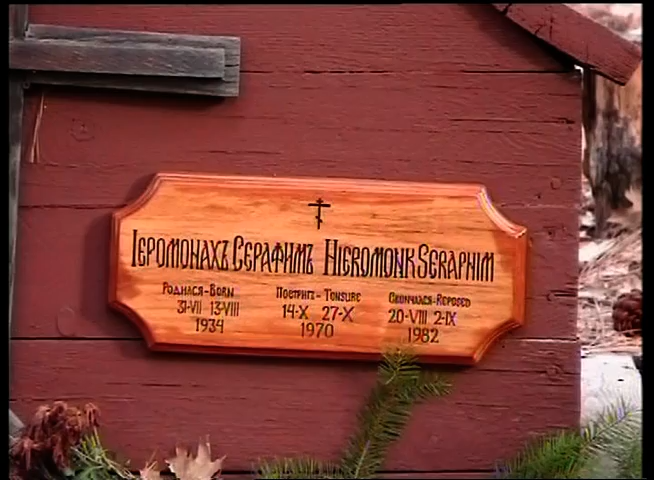 Іеромонахъ Серафимъ Hieromonk Seraphim
Родился-Born Постригъ-Tonsure Скончался-Reposed
31-VII 13-VIII 14-X 27-X 20-VIII 2-IX
1934 1970 1982